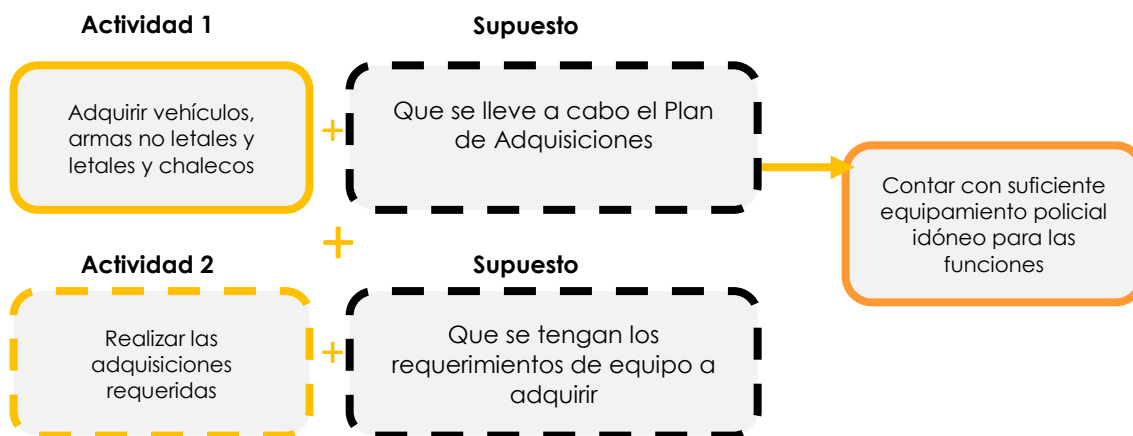 Actividad 1
Supuesto
Adquirir vehículos,
armas no letales y
letales y chalecos
+
Que se lleve a cabo el Plan
de Adquisiciones
Contar con suficiente
equipamiento policial
idóneo para las
funciones
+
Actividad 2
Supuesto
Realizar las
adquisiciones
requeridas
+
Que se tengan los
requerimientos de equipo a
adquirir